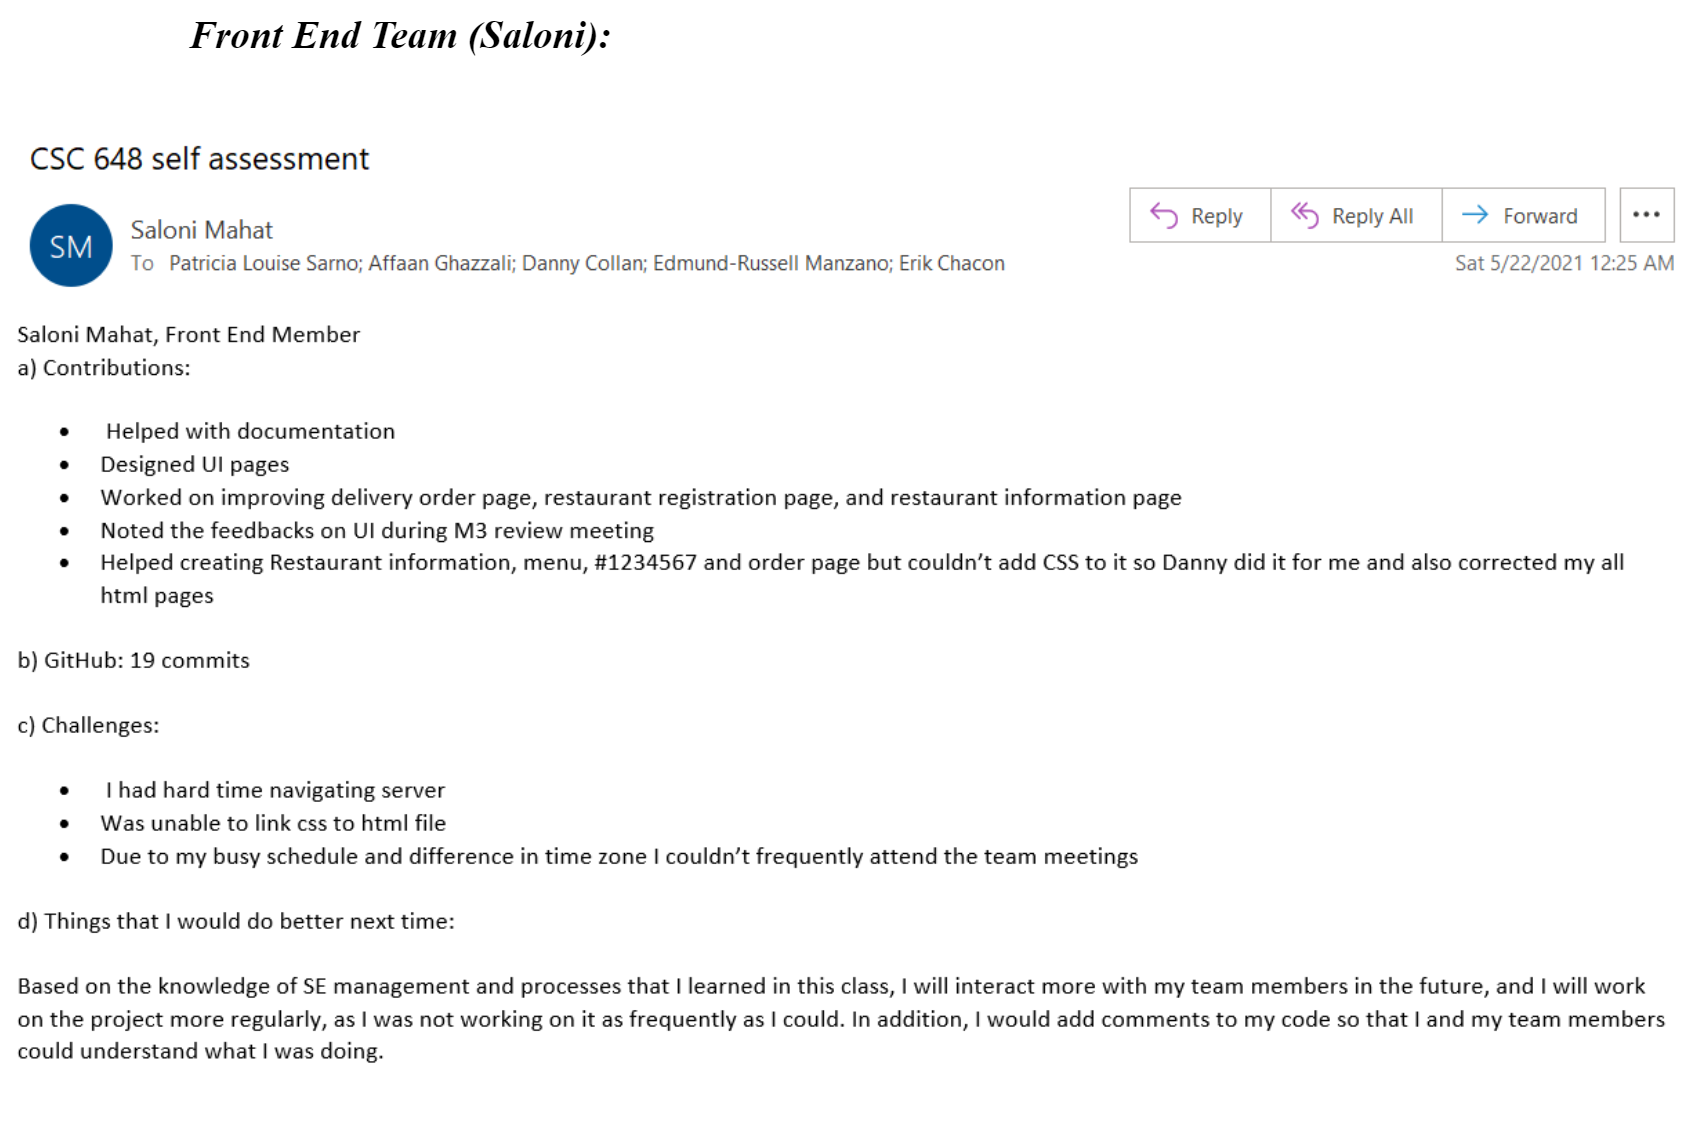 Front End Team (Saloni):
CSC 648 self assessment
SM
Saloni Mahat
To Patricia Louise Sarno; Affaan Ghazzali; Danny Collan; Edmund-Russell Manzano; Erik Chacon
Reply
Reply All
Forward
...
Sat 5/22/2021 12:25 AM
Saloni Mahat, Front End Member
a) Contributions:
• Helped with documentation
• Designed UI pages
• Worked on improving delivery order page, restaurant registration page, and restaurant information page
• Noted the feedbacks on UI during M3 review meeting
• Helped creating Restaurant information, menu, #1234567 and order page but couldn’t add CSS to it so Danny did it for me and also corrected my all
html pages
b) GitHub: 19 commits
c) Challenges:
• I had hard time navigating server
• Was unable to link css to html file
• Due to my busy schedule and difference in time zone I couldn’t frequently attend the team meetings
d) Things that I would do better next time:
Based on the knowledge of SE management and processes that I learned in this class, I will interact more with my team members in the future, and I will work
on the project more regularly, as I was not working on it as frequently as I could. In addition, I would add comments to my code so that I and my team members
could understand what I was doing.